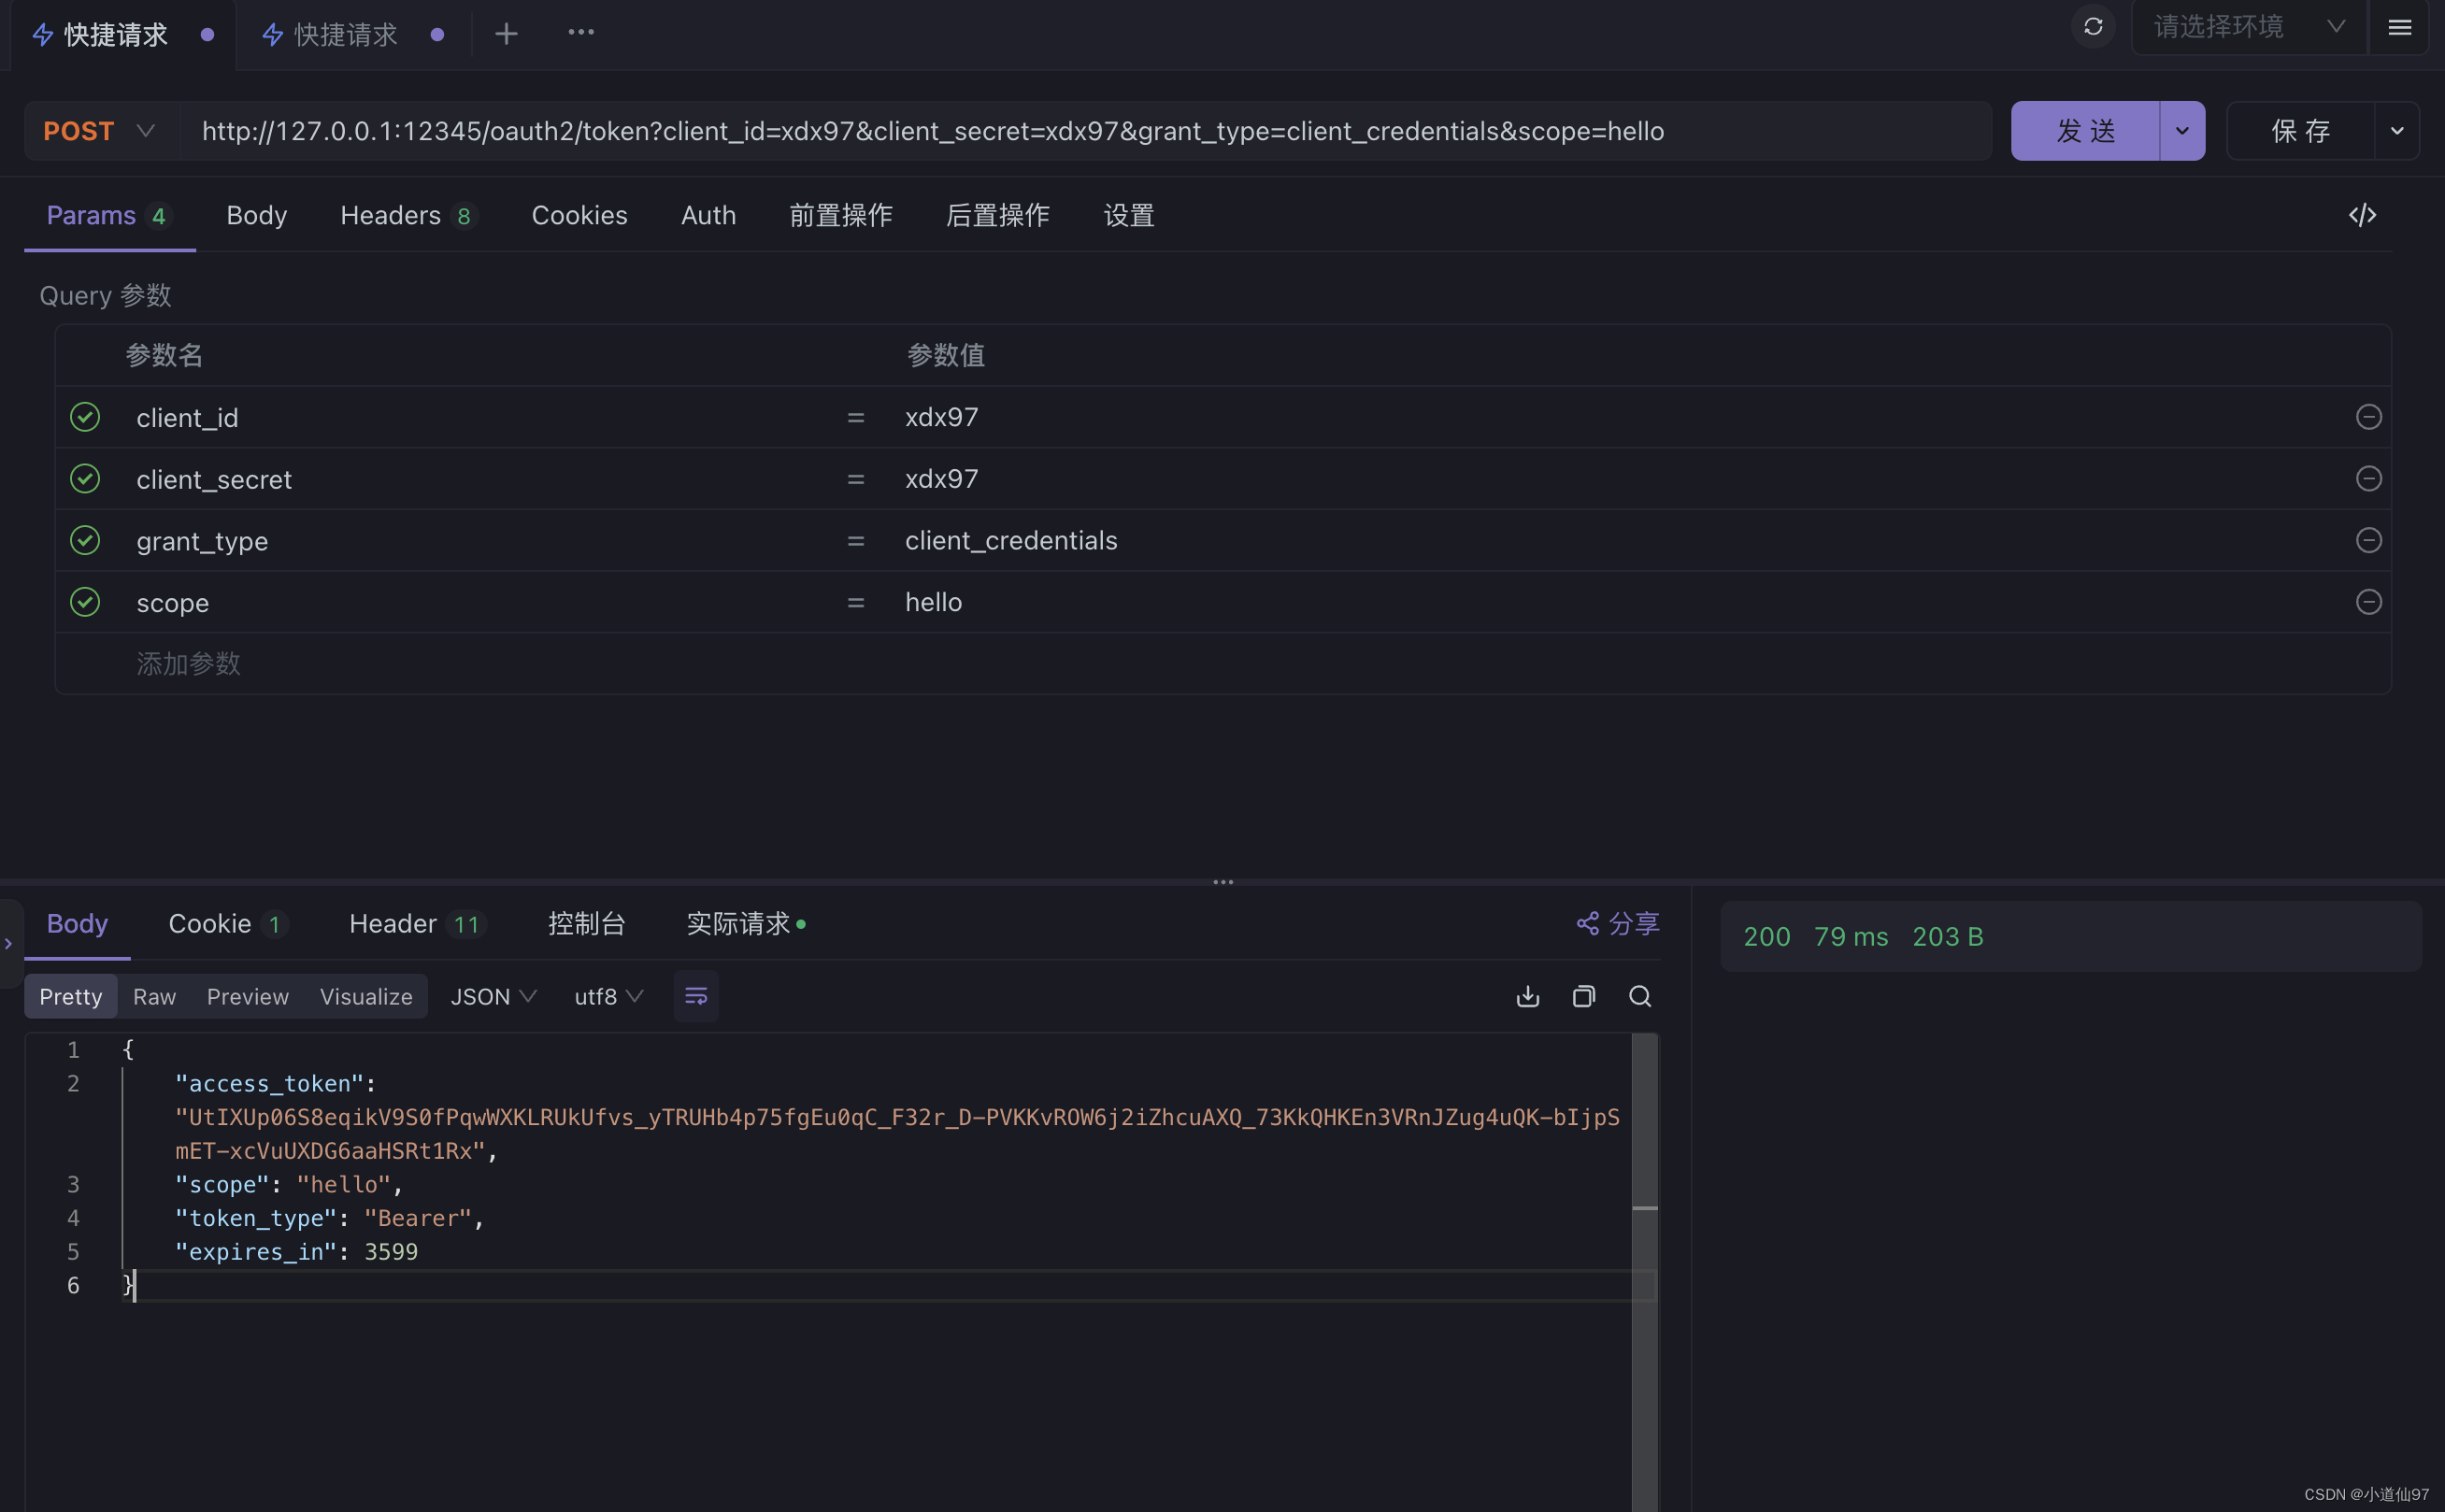 快捷请求 快捷请求 请选择环境
POST http://127.0.0.1:12345/oauth2/token?client_id=xdx97&client_secret=xdx97&grant_type=client_credentials&scope=hello 发 送 保 存
Params 4 Body Headers 8 Cookies Auth 前置操作 后置操作 设置
Query 参数
参数名 参数值
client_id = xdx97
client_secret = xdx97
grant_type = client_credentials
scope = hello
添加参数
Body Cookie 1 Header 11 控制台 实际请求 分享
200 79 ms 203 B
Pretty Raw Preview Visualize JSON utf8
1 {
2 "access_token":
"UtIXUp06S8eqikV9S0fPqwWXKLRUkUfvs_yTRUHb4p75fgEu0qC_F32r_D-PVKKvROW6j2iZhcuAXQ_73KkQHKEn3VRnJZug4uQK-bIjpS
mET-xcVuUXDG6aaHSRt1Rx",
3 "scope": "hello",
4 "token_type": "Bearer",
5 "expires_in": 3599
6 }
CSDN @小道仙97